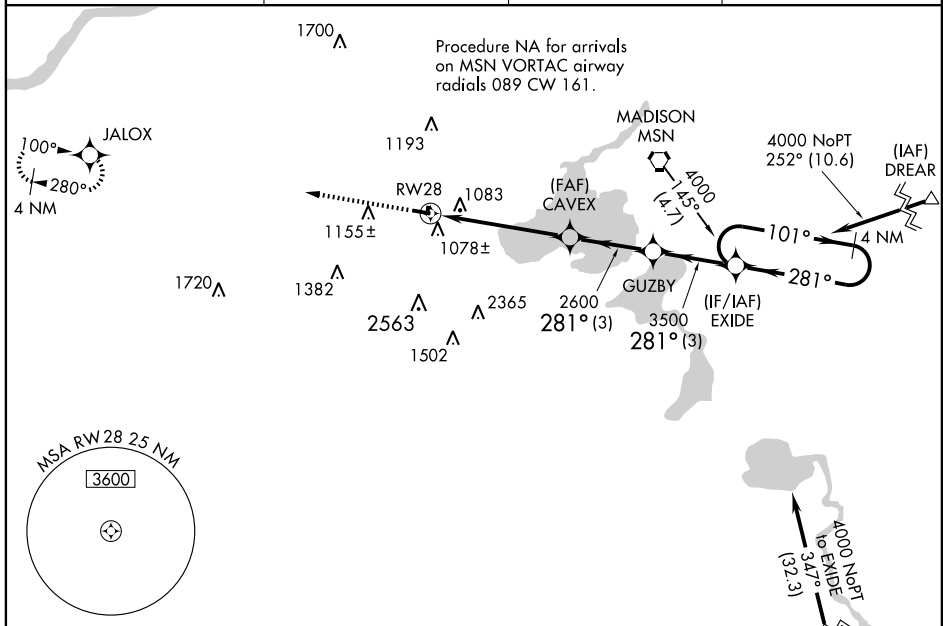 1700
Procedure NA for arrivals
on MSN VORTAC airway
radials 089 CW 161.
MADISON
MSN
JALOX
100°
280°
4 NM
1193
4000 NoPT
252° (10.6)
(IAF)
DREAR
4000
145°
(4.7)
RW28
1083
(FAF)
CAVEX
1155±
1078±
101°
4 NM
281°
1720
1382
2563
2365
1502
2600
281° (3)
GUZBY
3500
281° (3)
(IF/IAF)
EXIDE
MSA RW28 25 NM
3600
4000 NoPT
to EXIDE
347°
(32.3)